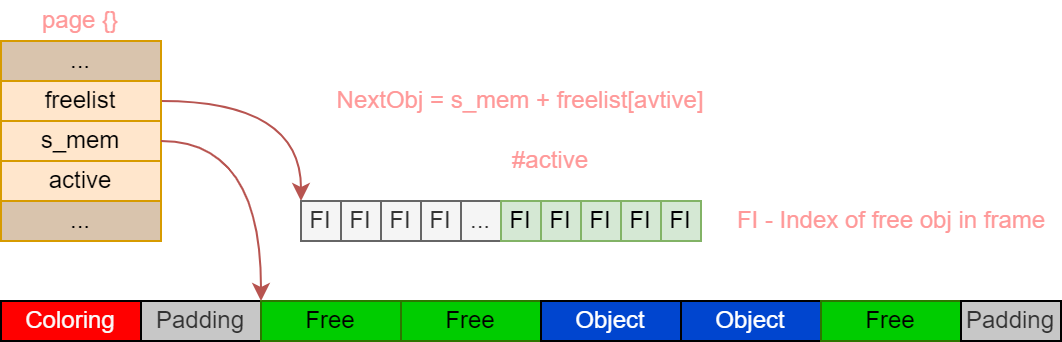 page {}
...
freelist
s_mem
active
...
NextObj = s_mem + freelist[avtive]
#active
FI FI FI FI ... FI FI FI FI FI
FI - Index of free obj in frame
Coloring Padding Free Free Object Object Free Padding